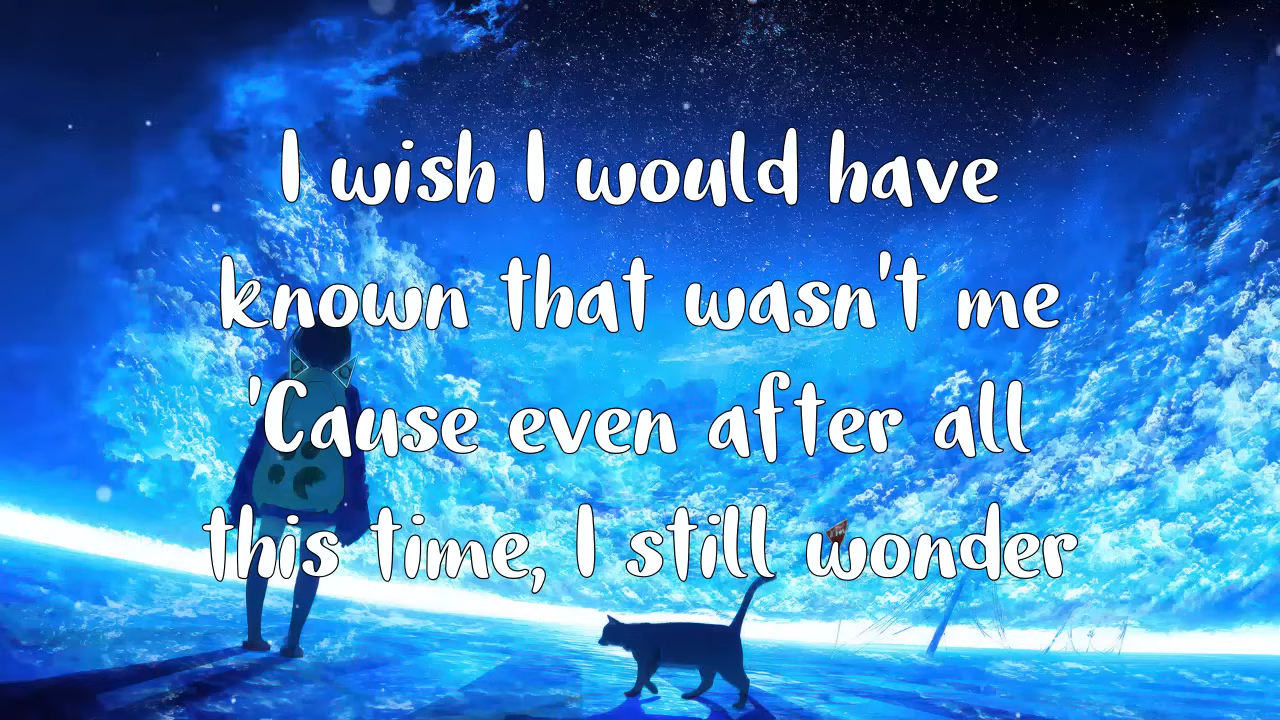 I wish I would have
known that wasn't me
'Cause even after all
this time, I still wonder